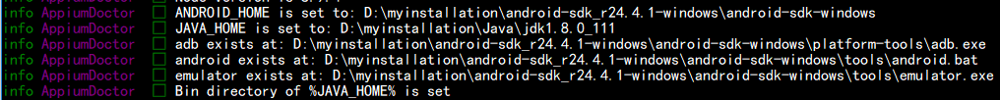 info AppiumDoctor ANDROID_HOME is set to: D:\myinstallation\android-sdk_r24.4.1-windows\android-sdk-windows
info AppiumDoctor JAVA_HOME is set to: D:\myinstallation\Java\jdk1.8.0_111
info AppiumDoctor adb exists at: D:\myinstallation\android-sdk_r24.4.1-windows\android-sdk-windows\platform-tools\adb.exe
info AppiumDoctor android exists at: D:\myinstallation\android-sdk_r24.4.1-windows\android-sdk-windows\tools\android.bat
info AppiumDoctor emulator exists at: D:\myinstallation\android-sdk_r24.4.1-windows\android-sdk-windows\tools\emulator.exe
info AppiumDoctor Bin directory of %JAVA_HOME% is set